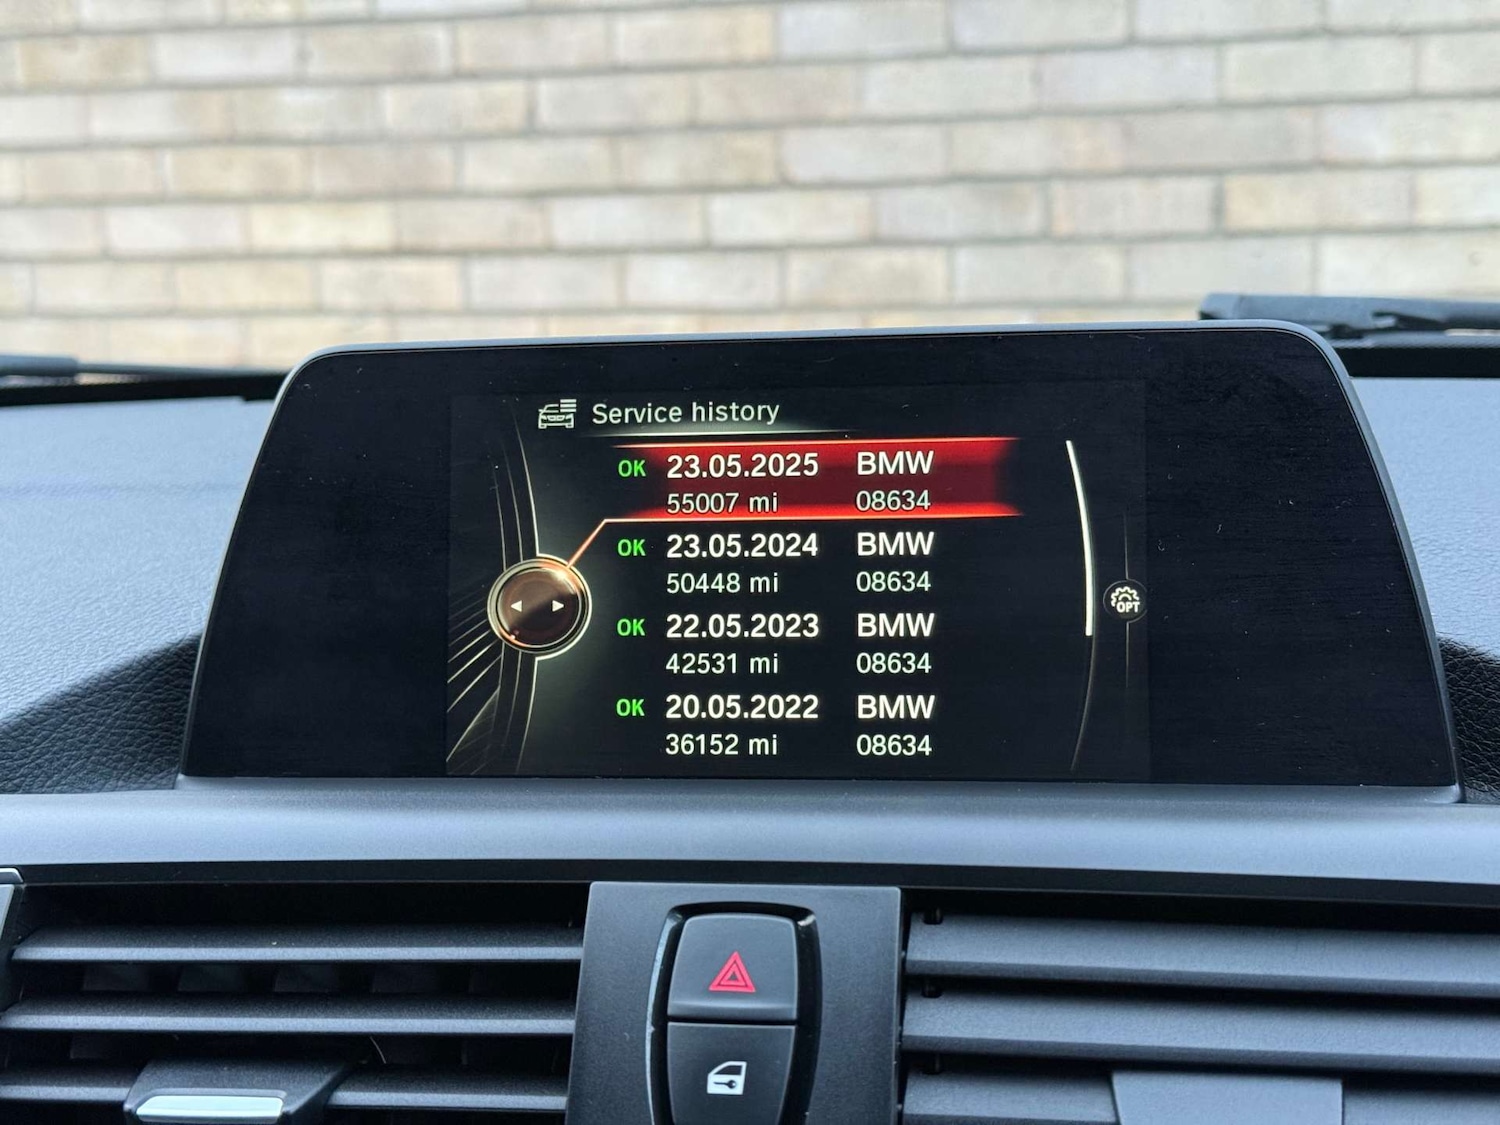 Service history
OK 23.05.2025 BMW
55007 mi 08634
OK 23.05.2024 BMW
50448 mi 08634
OK 22.05.2023 BMW
42531 mi 08634
OK 20.05.2022 BMW
36152 mi 08634
OPT